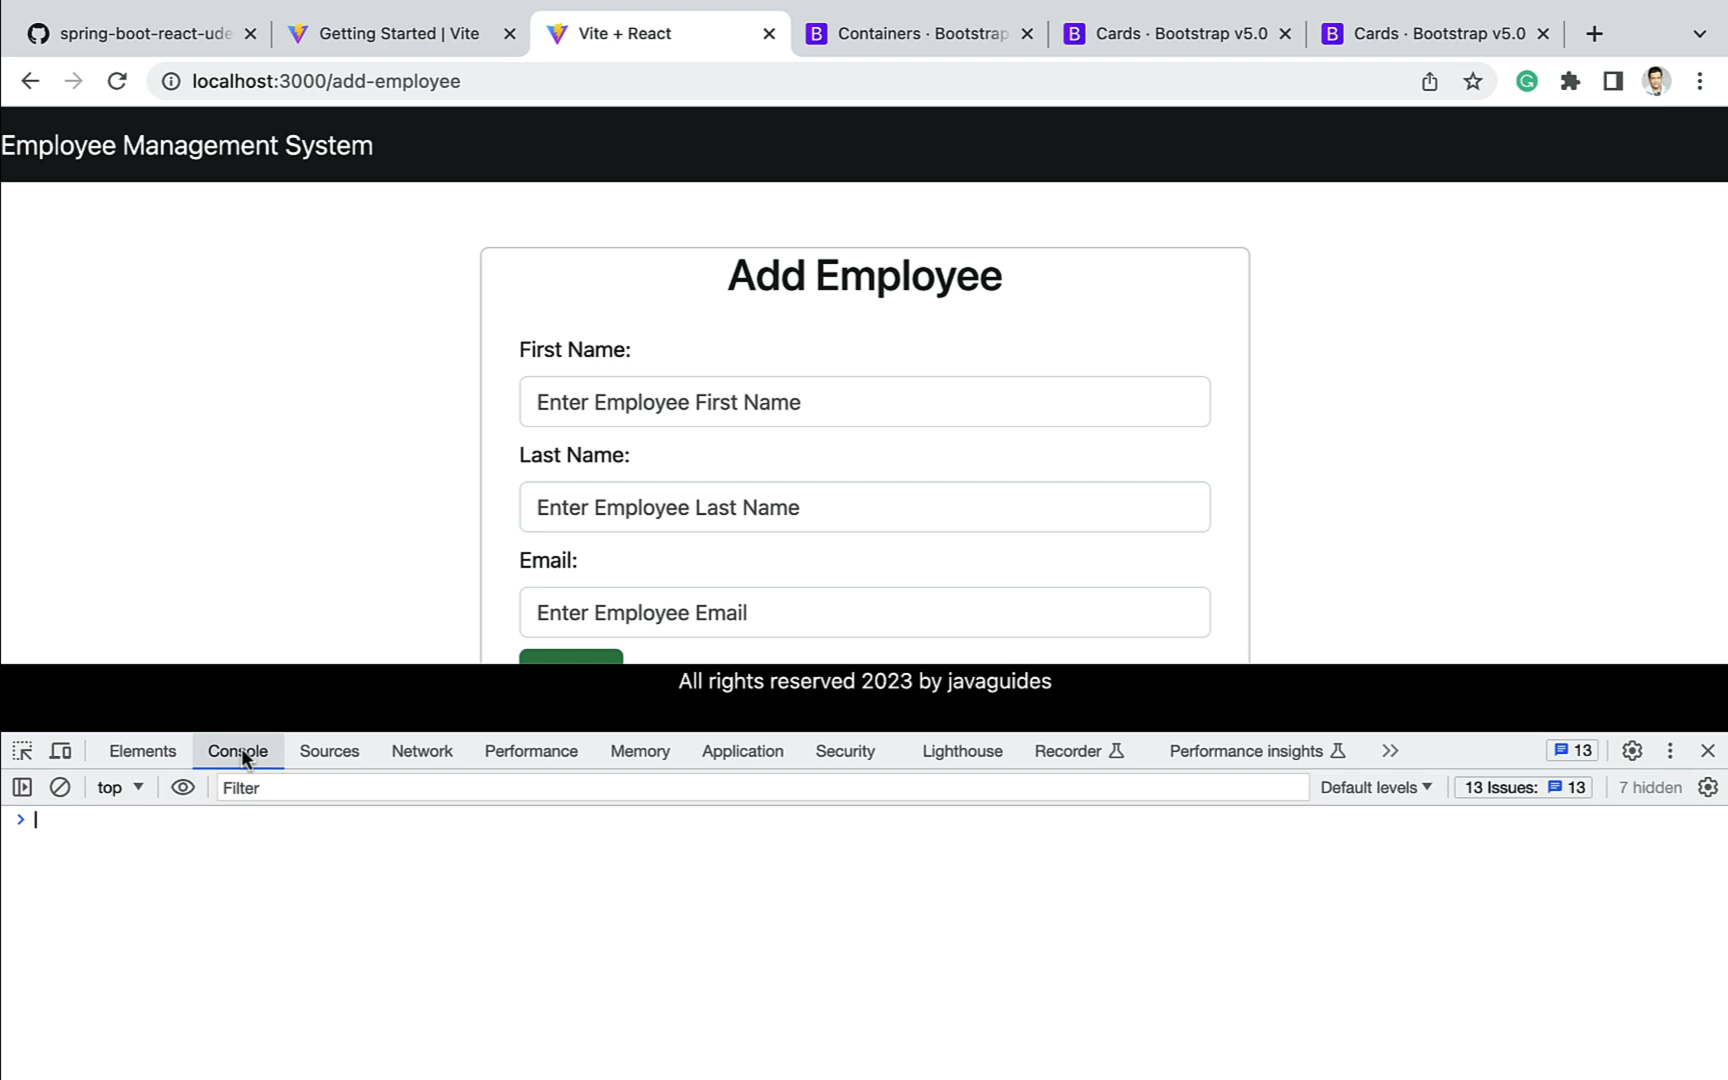 spring-boot-react-ude
Getting Started | Vite
Vite + React
Containers · Bootstrap
Cards · Bootstrap v5.0
Cards · Bootstrap v5.0
localhost:3000/add-employee
Employee Management System
Add Employee
First Name:
Enter Employee First Name
Last Name:
Enter Employee Last Name
Email:
Enter Employee Email
All rights reserved 2023 by javaguides
Elements Console Sources Network Performance Memory Application Security Lighthouse Recorder Performance insights 13
top Filter Default levels 13 Issues: 13 7 hidden